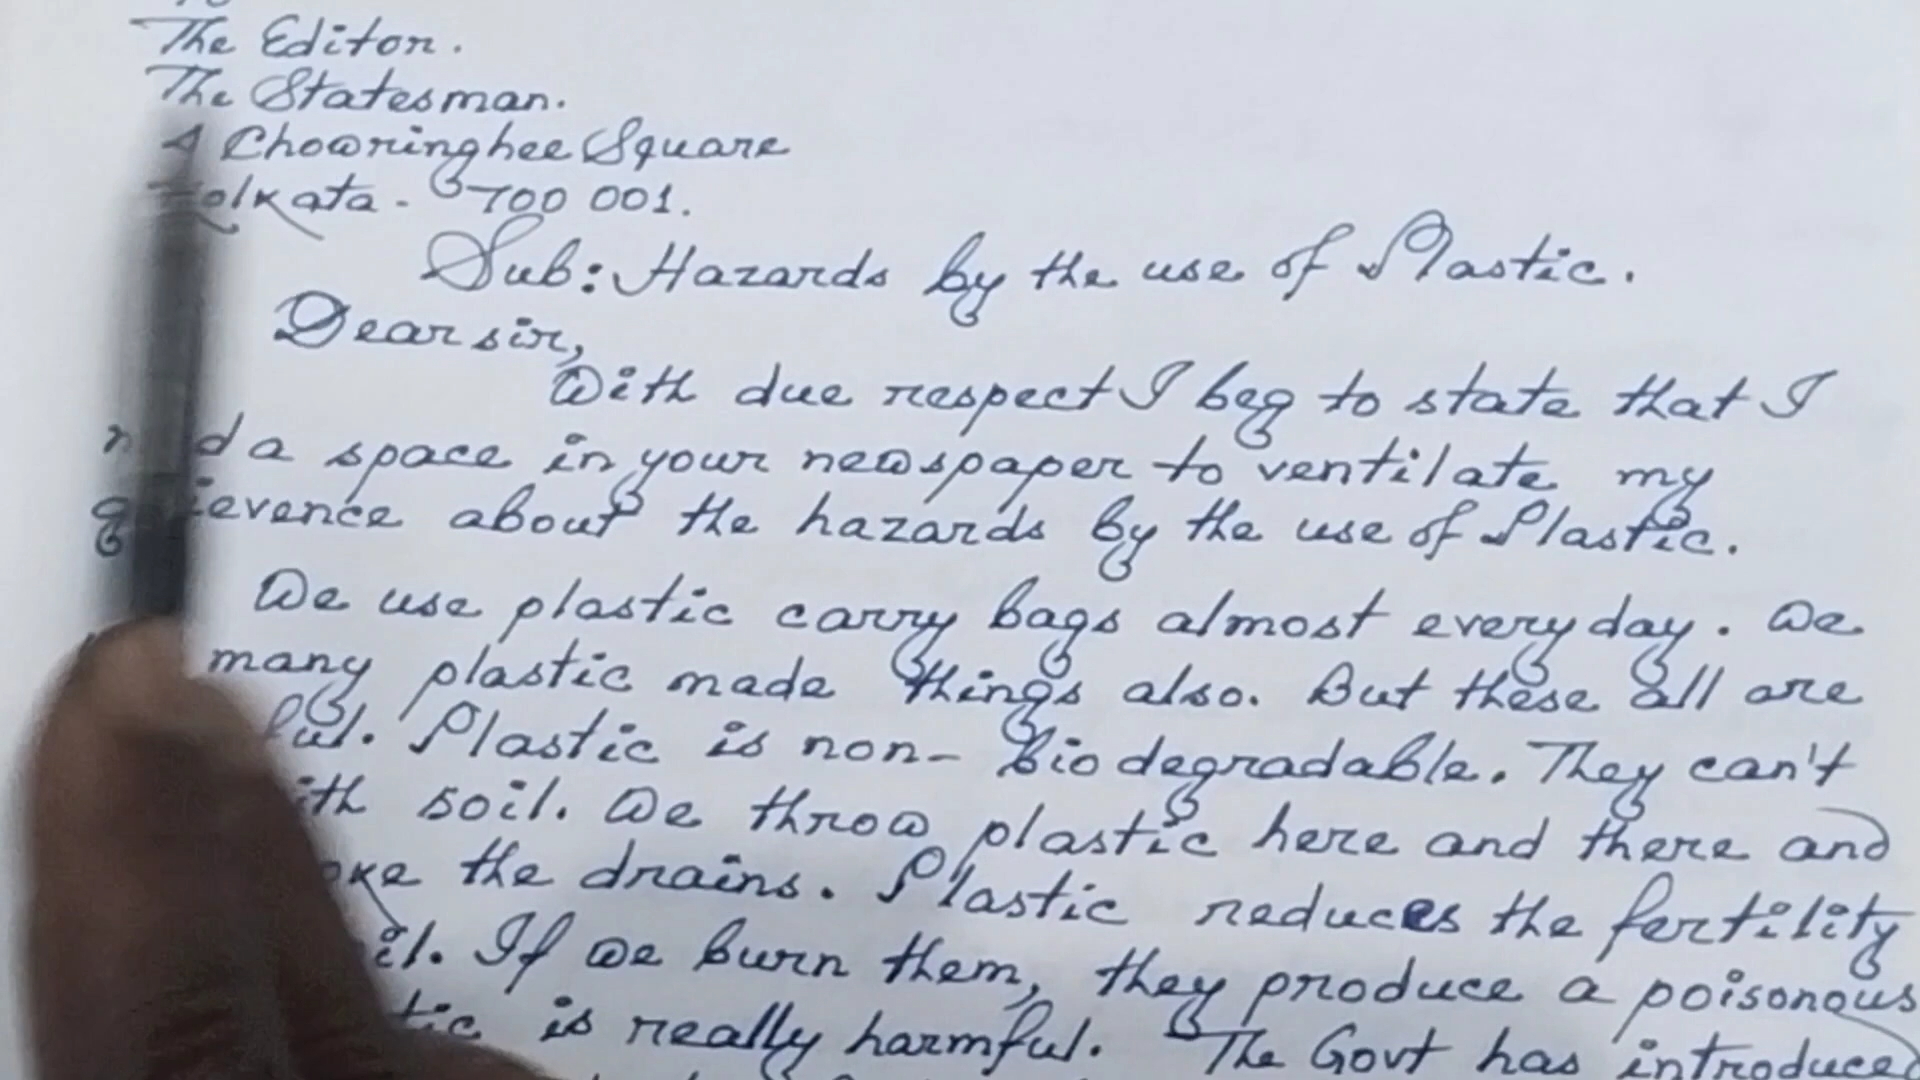 The Editor.
The Statesman.
4 Chowringhee Square
Kolkata - 700 001.
Sub: Hazards by the use of Plastic.
Dear sir,
With due respect I beg to state that I
a space in your newspaper to ventilate my
grievence about the hazards by the use of Plastic.
We use plastic carry bags almost everyday. We
many plastic made things also. But these all are
Plastic is non-biodegradable. They can't
soil. We throw plastic here and there and
the drains. Plastic reduces the fertility
If we burn them, they produce a poisonous
is really harmful. The Govt has introduced